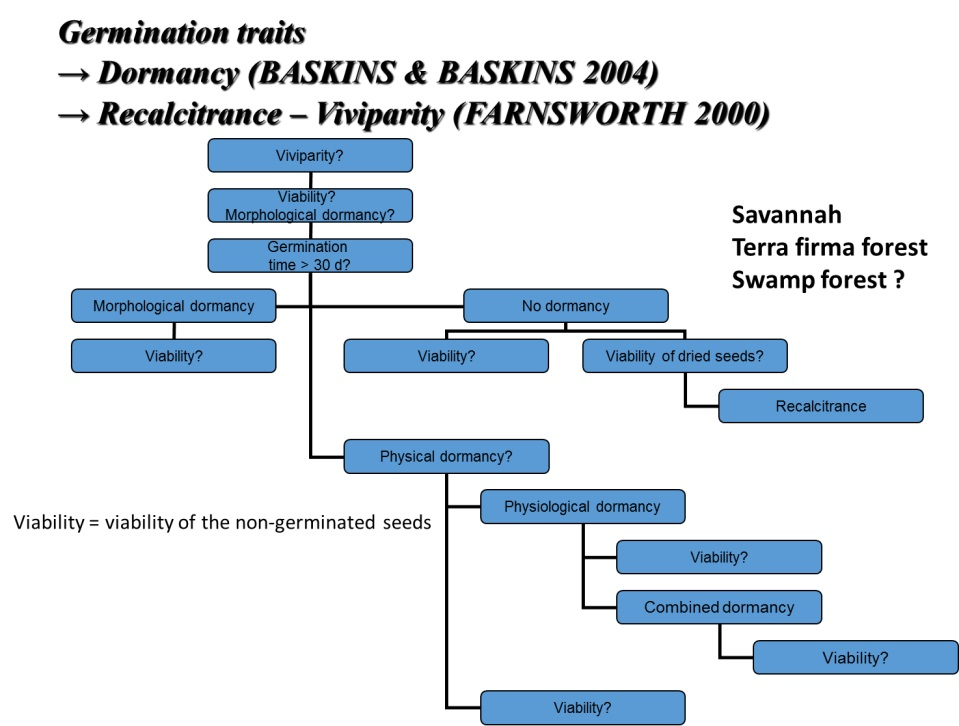 Germination traits
→ Dormancy (BASKINS & BASKINS 2004)
→ Recalcitrance – Viviparity (FARNSWORTH 2000)
Viviparity?
Viability?
Morphological dormancy?
Germination
time > 30 d?
Savannah
Terra firma forest
Swamp forest ?
Morphological dormancy
No dormancy
Viability?
Viability?
Viability of dried seeds?
Recalcitrance
Physical dormancy?
Physiological dormancy
Viability = viability of the non-germinated seeds
Viability?
Combined dormancy
Viability?
Viability?